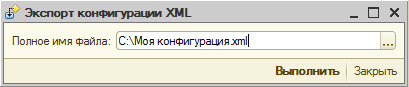 Экспорт конфигурации XML
Полное имя файла: C:\Моя конфигурация.xml ...
Выполнить Закрыть